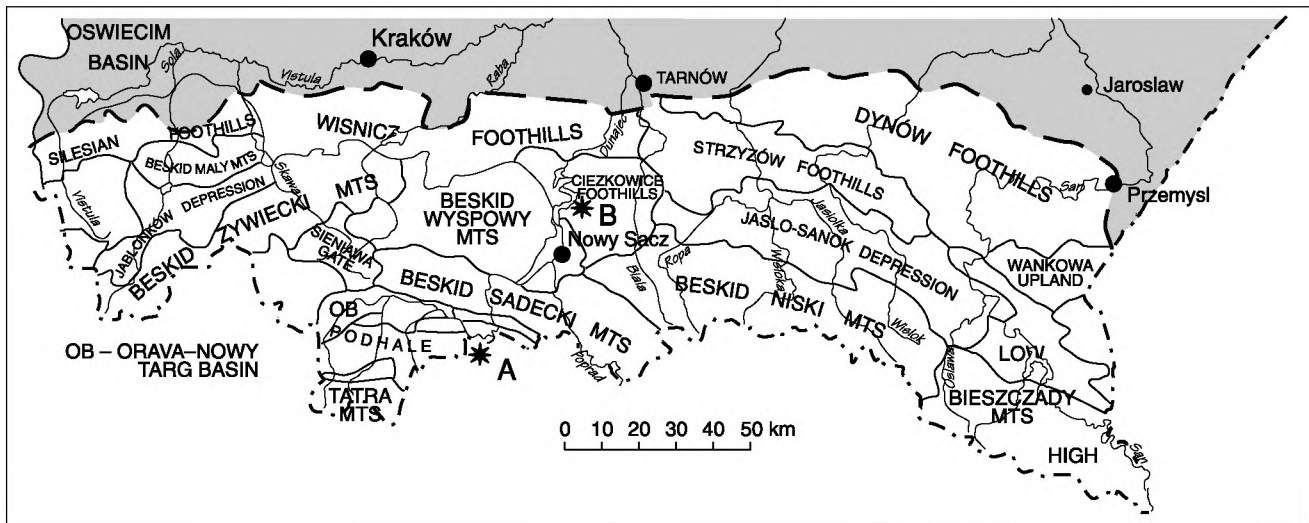 OSWIECIM
BASIN
Sola
Vistula
Kraków
Raba
TARNÓW
Jaroslaw
SILESIAN
FOOTHILLS
WISNICZ
FOOTHILLS
Dunajec
DYNÓW
FOOTHILLS
STRZYZÓW
FOOTHILLS
San
Przemysl
BESKID MALY MTS
Skawa
CIEZKOWICE
FOOTHILLS
B
Vistula
JABLONKÓW
DEPRESSION
BESKID
ZYWIECKI
MTS
BESKID
WYSPOWY
MTS
Nowy Sacz
Biala
Ropa
JASLO-SANOK
DEPRESSION
Jasiolka
Wisloka
WANKOWA
UPLAND
SIENIAWA
GATE
BESKID
SADECKI
MTS
BESKID
NISKI
MTS
Wielok
OB
PODHALE
A
Poprad
Oslawa
LOW
OB – ORAVA–NOWY
TARG BASIN
TATRA
MTS
BIESZCZADY
MTS
HIGH
San
0 10 20 30 40 50 km